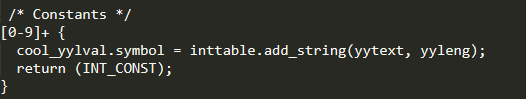 /* Constants */
[0-9]+ {
  cool_yylval.symbol = inttable.add_string(yytext, yyleng);
  return (INT_CONST);
}